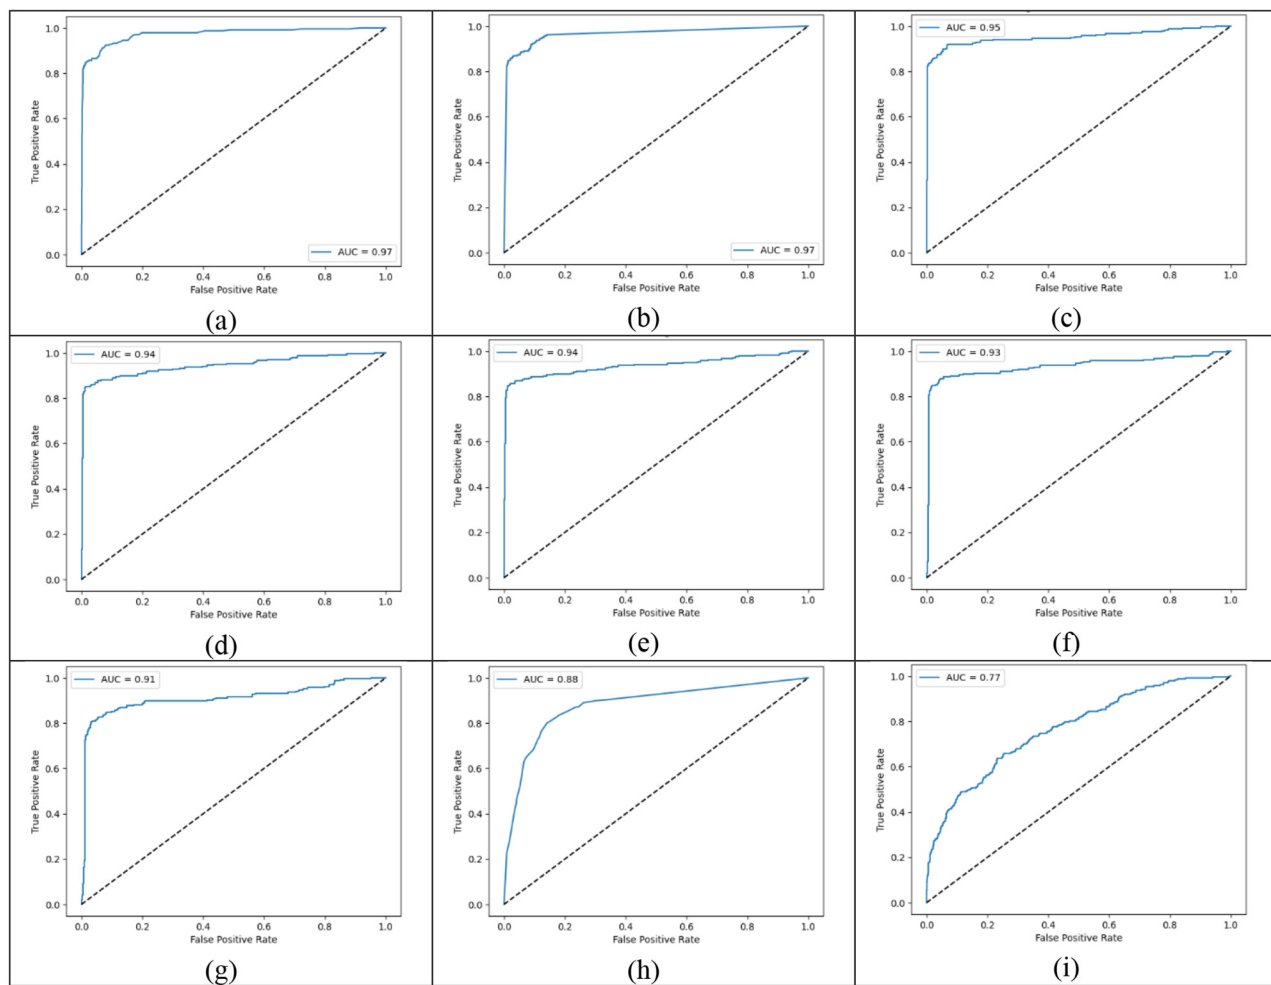 1.0
0.8
0.6
0.4
0.2
0.0
True Positive Rate
AUC = 0.97
0.0 0.2 0.4 0.6 0.8 1.0
False Positive Rate
(a)
1.0
0.8
0.6
0.4
0.2
0.0
True Positive Rate
AUC = 0.97
0.0 0.2 0.4 0.6 0.8 1.0
False Positive Rate
(b)
AUC = 0.95
1.0
0.8
0.6
0.4
0.2
0.0
True Positive Rate
0.0 0.2 0.4 0.6 0.8 1.0
False Positive Rate
(c)
AUC = 0.94
1.0
0.8
0.6
0.4
0.2
0.0
True Positive Rate
0.0 0.2 0.4 0.6 0.8 1.0
False Positive Rate
(d)
AUC = 0.94
1.0
0.8
0.6
0.4
0.2
0.0
True Positive Rate
0.0 0.2 0.4 0.6 0.8 1.0
False Positive Rate
(e)
AUC = 0.93
1.0
0.8
0.6
0.4
0.2
0.0
True Positive Rate
0.0 0.2 0.4 0.6 0.8 1.0
False Positive Rate
(f)
AUC = 0.91
1.0
0.8
0.6
0.4
0.2
0.0
True Positive Rate
0.0 0.2 0.4 0.6 0.8 1.0
False Positive Rate
(g)
AUC = 0.88
1.0
0.8
0.6
0.4
0.2
0.0
True Positive Rate
0.0 0.2 0.4 0.6 0.8 1.0
False Positive Rate
(h)
AUC = 0.77
1.0
0.8
0.6
0.4
0.2
0.0
True Positive Rate
0.0 0.2 0.4 0.6 0.8 1.0
False Positive Rate
(i)